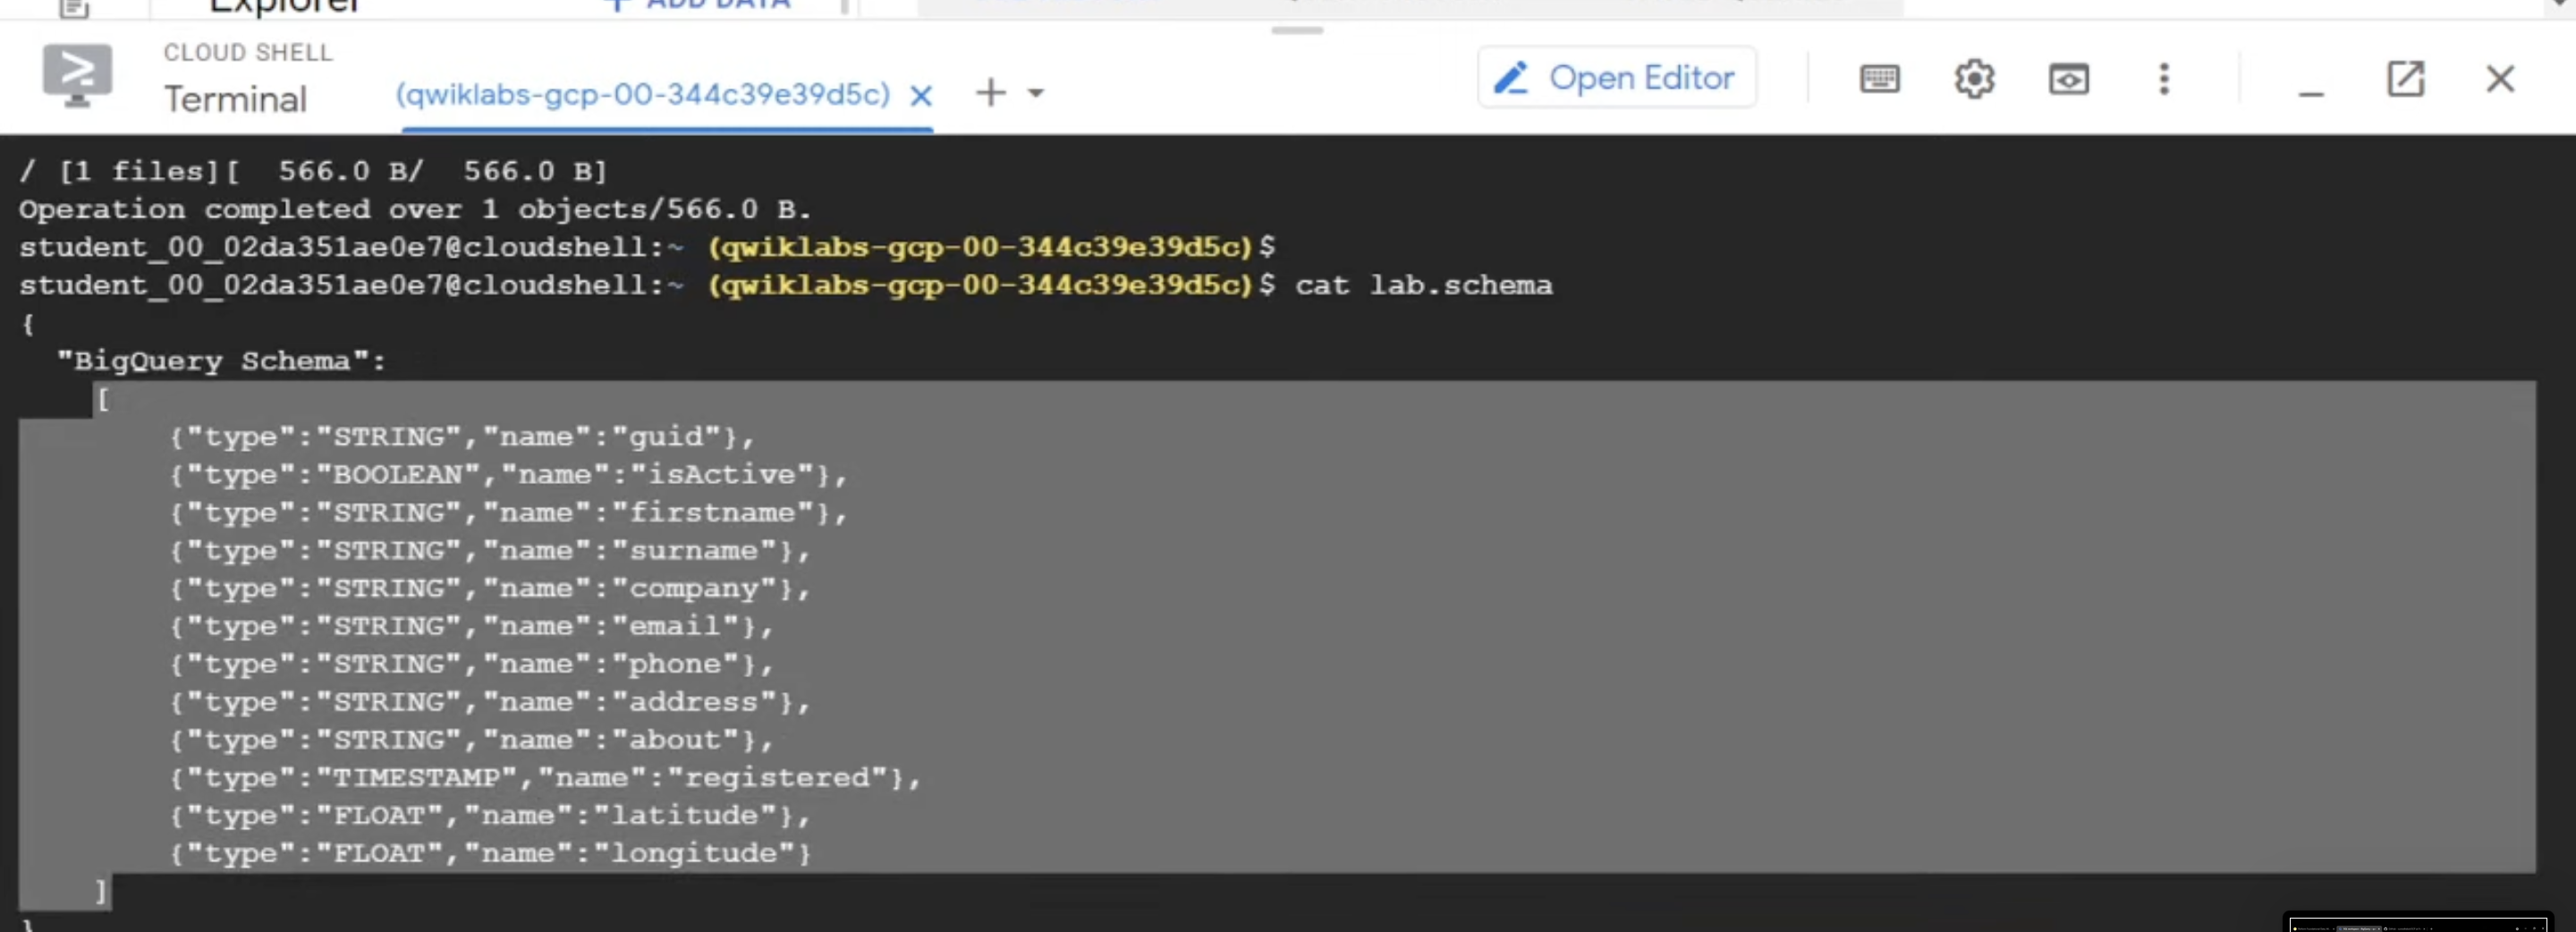 Explorer
+ ADD DATA
CLOUD SHELL
Terminal
(qwiklabs-gcp-00-344c39e39d5c)
Open Editor
/ [1 files][  566.0 B/  566.0 B]
Operation completed over 1 objects/566.0 B.
student_00_02da351ae0e7@cloudshell:~ (qwiklabs-gcp-00-344c39e39d5c)$
student_00_02da351ae0e7@cloudshell:~ (qwiklabs-gcp-00-344c39e39d5c)$ cat lab.schema
{
"BigQuery Schema":
[
{"type":"STRING","name":"guid"},
{"type":"BOOLEAN","name":"isActive"},
{"type":"STRING","name":"firstname"},
{"type":"STRING","name":"surname"},
{"type":"STRING","name":"company"},
{"type":"STRING","name":"email"},
{"type":"STRING","name":"phone"},
{"type":"STRING","name":"address"},
{"type":"STRING","name":"about"},
{"type":"TIMESTAMP","name":"registered"},
{"type":"FLOAT","name":"latitude"},
{"type":"FLOAT","name":"longitude"}
]
}